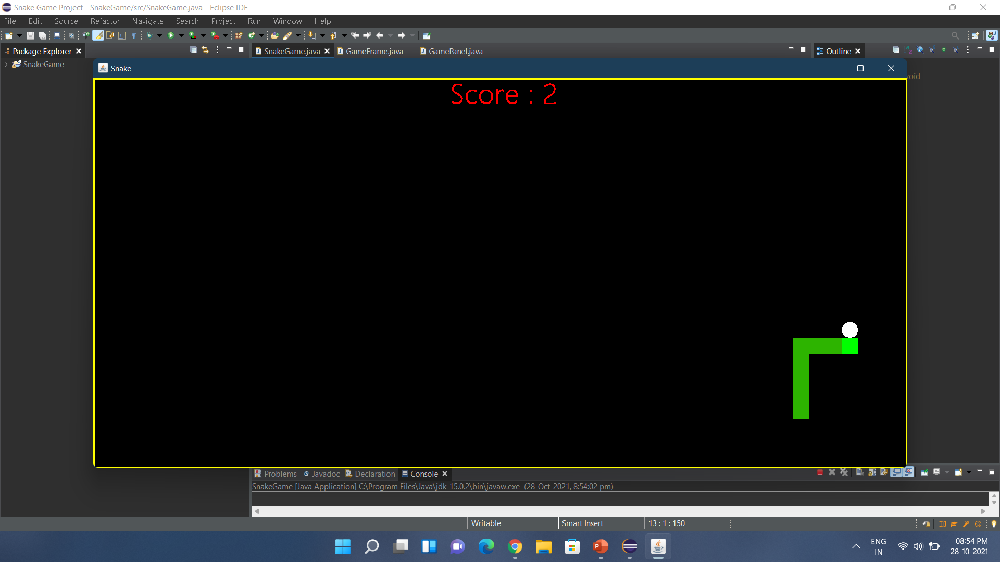 Snake Game Project - SnakeGame/src/SnakeGame.java - Eclipse IDE
File Edit Source Refactor Navigate Search Project Run Window Help
Package Explorer
SnakeGame.java GameFrame.java GamePanel.java
Outline
SnakeGame
void
Snake
Score : 2
Problems Javadoc Declaration Console
SnakeGame [Java Application] C:\Program Files\Java\jdk-15.0.2\bin\javaw.exe (28-Oct-2021, 8:54:02 pm)
Writable Smart Insert 13 : 1 : 150
ENG
IN
08:54 PM
28-10-2021